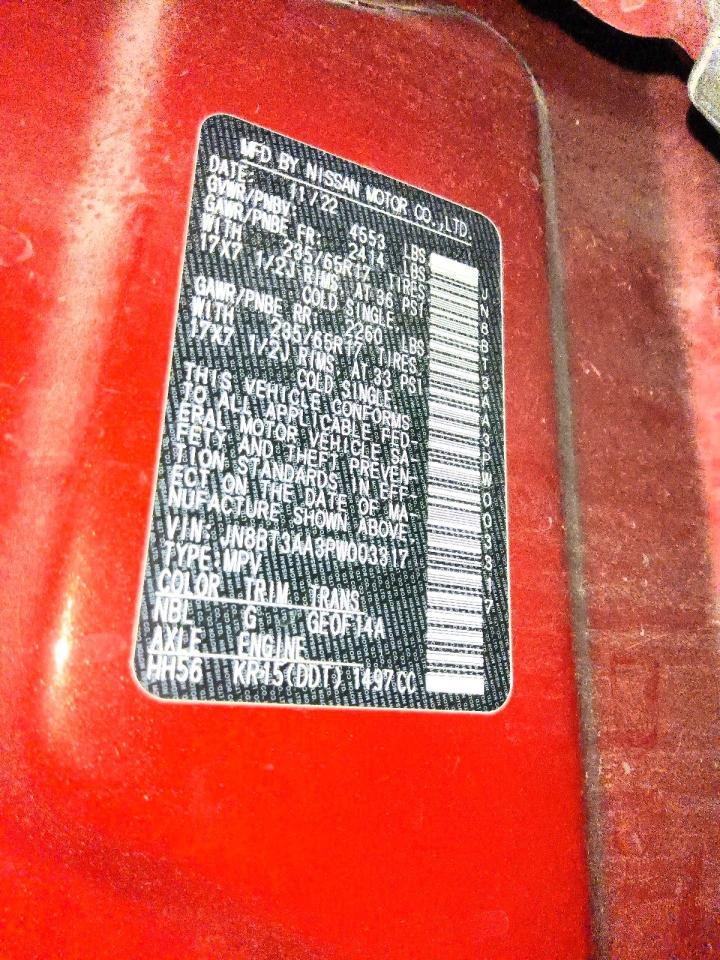 MFD BY NISSAN MOTOR CO.,LTD.
DATE: 11/22
GVWR/PNBV: 4653 LBS
GAWR/PNBE FR: 2414 LBS
WITH 235/65R17 TIRES
17X7 1/2J RIMS AT 36 PSI
COLD SINGLE
GAWR/PNBE RR: 2260 LBS
WITH 235/65R17 TIRES
17X7 1/2J RIMS AT 33 PSI
COLD SINGLE
THIS VEHICLE CONFORMS
TO ALL APPLICABLE FED-
ERAL MOTOR VEHICLE SA-
FETY AND THEFT PREVEN-
TION STANDARDS IN EFF-
ECT ON THE DATE OF MA-
NUFACTURE SHOWN ABOVE.
VIN: JN8BT3AA3PW003317
TYPE:MPV
COLOR TRIM TRANS
NBL G GE0F14A
AXLE ENGINE
HH56 KR15(DDT) 1497CC
JN8BT3AA3PW003317